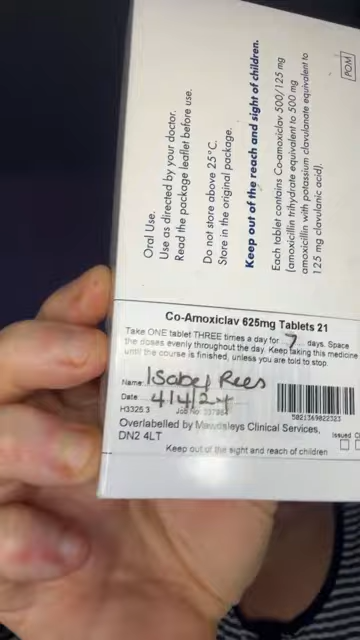 POM
Oral Use.
Use as directed by your doctor.
Read the package leaflet before use.
Do not store above 25°C.
Store in the original package.
Keep out of the reach and sight of children.
Each tablet contains Co-amoxiclav 500/125 mg
(amoxicillin trihydrate equivalent to 500 mg
amoxicillin with potassium clavulanate equivalent to
125 mg clavulanic acid).
Co-Amoxiclav 625mg Tablets 21
Take ONE tablet THREE times a day for 7 days. Space
the doses evenly throughout the day. Keep taking this medicine
until the course is finished, unless you are told to stop.
Name Isobel Rees
Date 4/4/24
H3325 3 Job No:
5021369022323
Overlabelled by Mawdsleys Clinical Services,
DN2 4LT
Issued
Keep out of the sight and reach of children